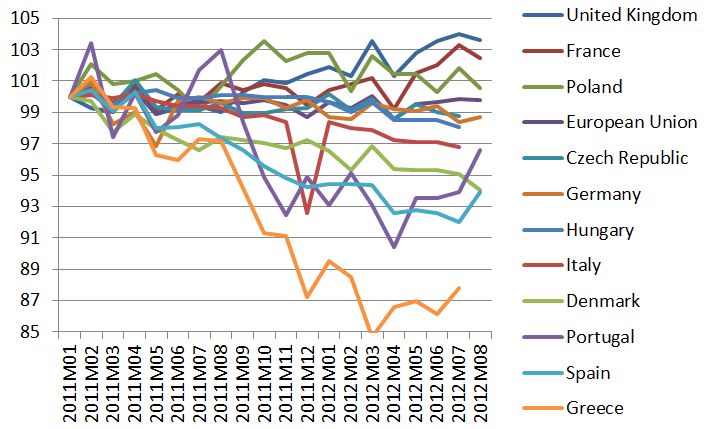 105
103
101
99
97
95
93
91
89
87
85
2011M01
2011M02
2011M03
2011M04
2011M05
2011M06
2011M07
2011M08
2011M09
2011M10
2011M11
2011M12
2012M01
2012M02
2012M03
2012M04
2012M05
2012M06
2012M07
2012M08
United Kingdom
France
Poland
European Union
Czech Republic
Germany
Hungary
Italy
Denmark
Portugal
Spain
Greece